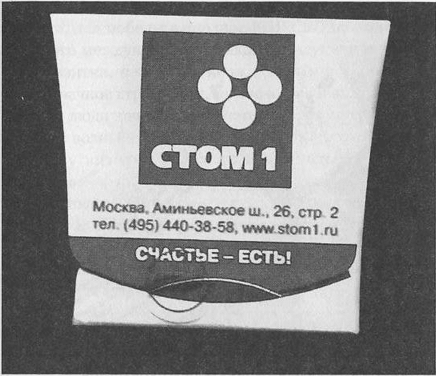 СТОМ 1
Москва, Аминьевское ш., 26, стр. 2
тел. (495) 440-38-58, www.stom1.ru
СЧАСТЬЕ – ЕСТЬ!